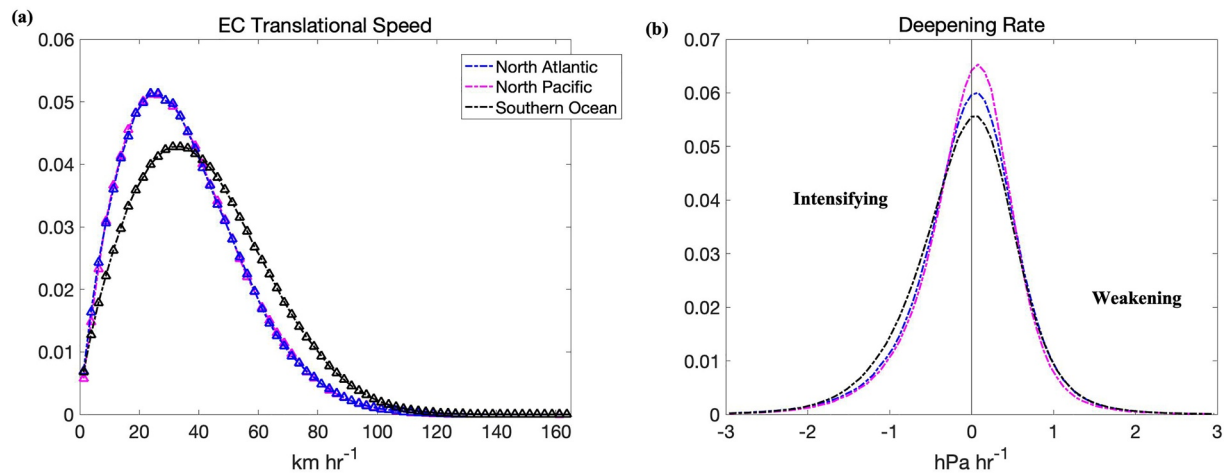 (a)
EC Translational Speed
0.06
0.05
0.04
0.03
0.02
0.01
0
0 20 40 60 80 100 120 140 160
km hr-1
North Atlantic
North Pacific
Southern Ocean
(b)
Deepening Rate
0.07
0.06
0.05
0.04
0.03
0.02
0.01
0
Intensifying
Weakening
-3 -2 -1 0 1 2 3
hPa hr-1